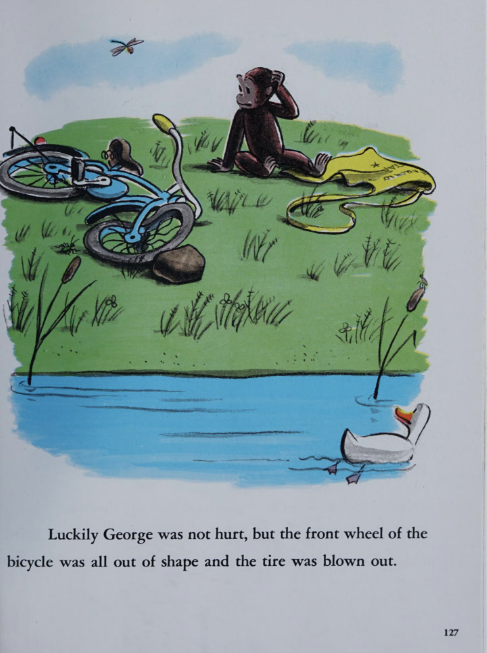 Luckily George was not hurt, but the front wheel of the
bicycle was all out of shape and the tire was blown out.
127